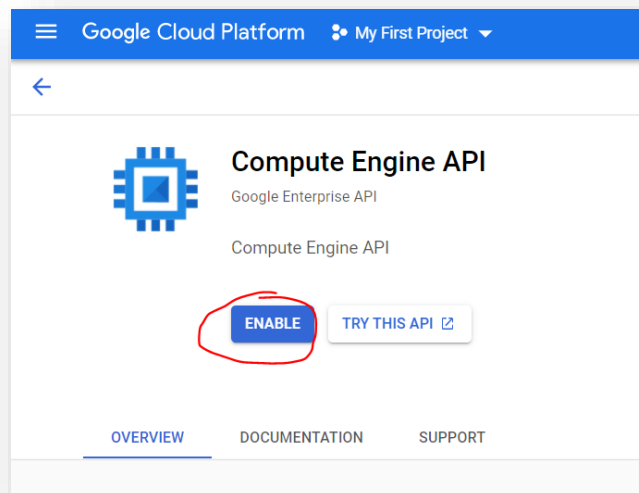 Google Cloud Platform My First Project
Compute Engine API
Google Enterprise API
Compute Engine API
ENABLE TRY THIS API
OVERVIEW DOCUMENTATION SUPPORT